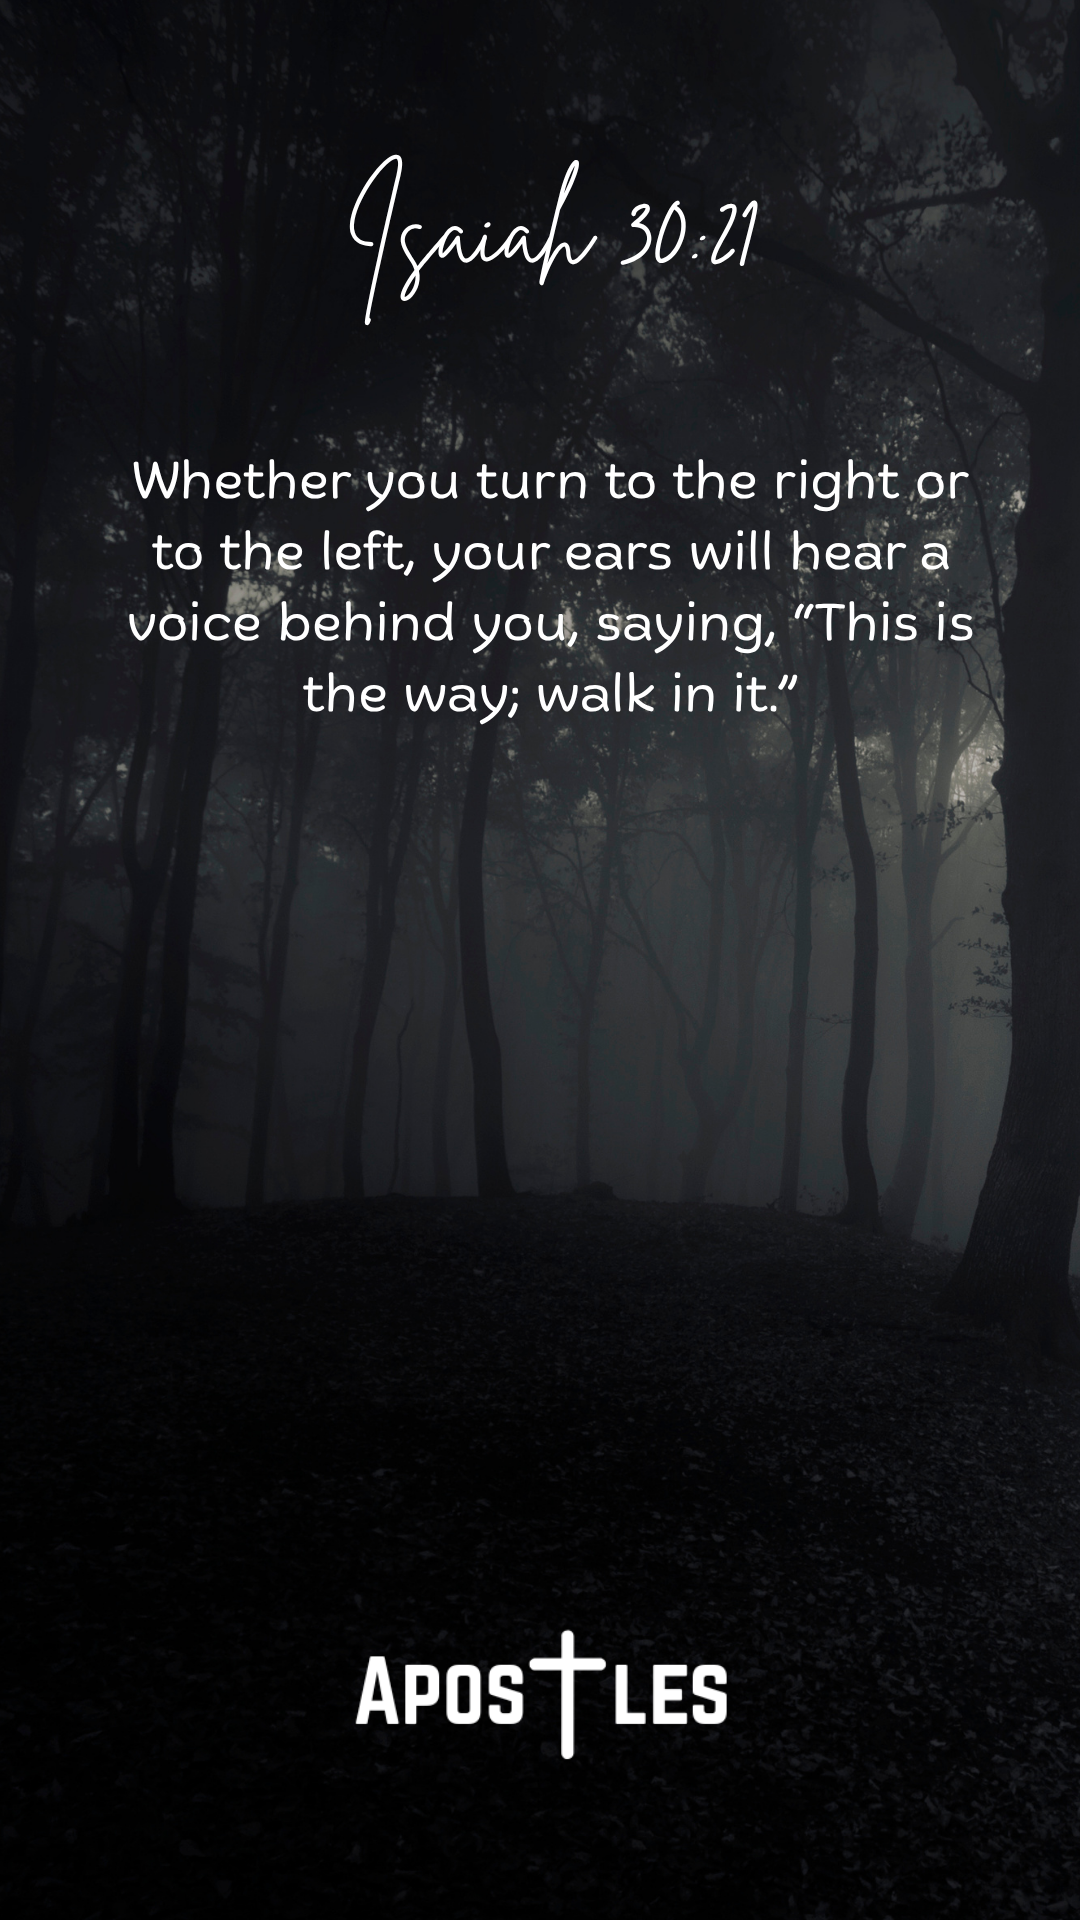 Isaiah 30:21
Whether you turn to the right or
to the left, your ears will hear a
voice behind you, saying, “This is
the way; walk in it.”
APOSTLES